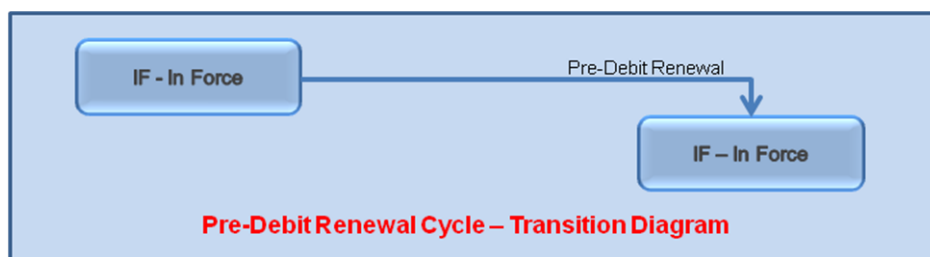 IF - In Force
Pre-Debit Renewal
IF – In Force
Pre-Debit Renewal Cycle – Transition Diagram